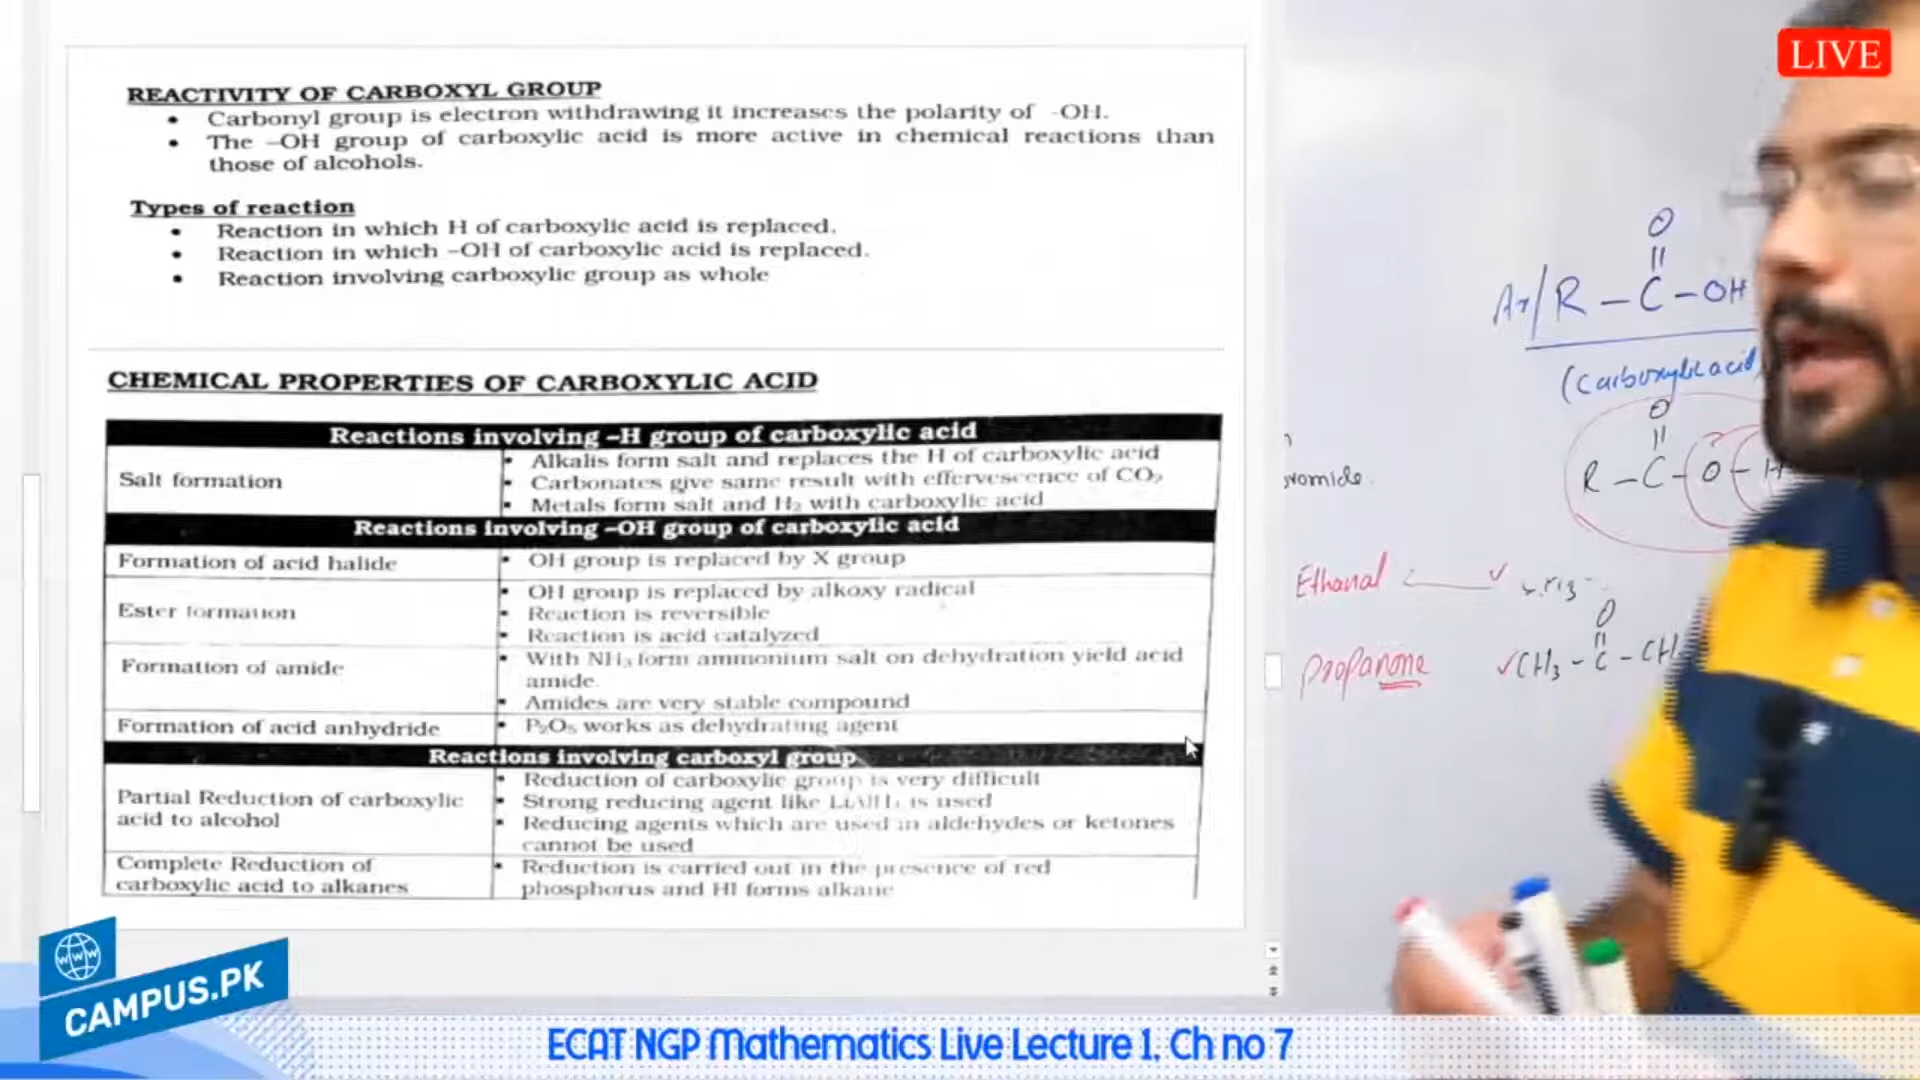 LIVE
REACTIVITY OF CARBOXYL GROUP
• Carbonyl group is electron withdrawing it increases the polarity of -OH.
• The –OH group of carboxylic acid is more active in chemical reactions than
those of alcohols.
Types of reaction
• Reaction in which H of carboxylic acid is replaced.
• Reaction in which –OH of carboxylic acid is replaced.
• Reaction involving carboxylic group as whole
CHEMICAL PROPERTIES OF CARBOXYLIC ACID
Reactions involving –H group of carboxylic acid
Salt formation
• Alkalis form salt and replaces the H of carboxylic acid
• Carbonates give same result with effervescence of CO₂
• Metals form salt and H₂ with carboxylic acid
Reactions involving –OH group of carboxylic acid
Formation of acid halide
• OH group is replaced by X group
Ester formation
• OH group is replaced by alkoxy radical
• Reaction is reversible
• Reaction is acid catalyzed
Formation of amide
• With NH₃ form ammonium salt on dehydration yield acid
amide.
• Amides are very stable compound
Formation of acid anhydride
• P₂O₅ works as dehydrating agent
Reactions involving carboxyl group
Partial Reduction of carboxylic
acid to alcohol
• Reduction of carboxylic group is very difficult
• Strong reducing agent like LiAlH₄ is used
• Reducing agents which are used in aldehydes or ketones
cannot be used
Complete Reduction of
carboxylic acid to alkanes
• Reduction is carried out in the presence of red
phosphorus and HI forms alkane
O
||
Ar/R – C – OH
(Carboxylic acid
O
||
R – C – O – H
romide.
Ethanal
O
||
Propanone
CH₃ – C – CH
www
CAMPUS.PK
ECAT NGP Mathematics Live Lecture 1, Ch no 7